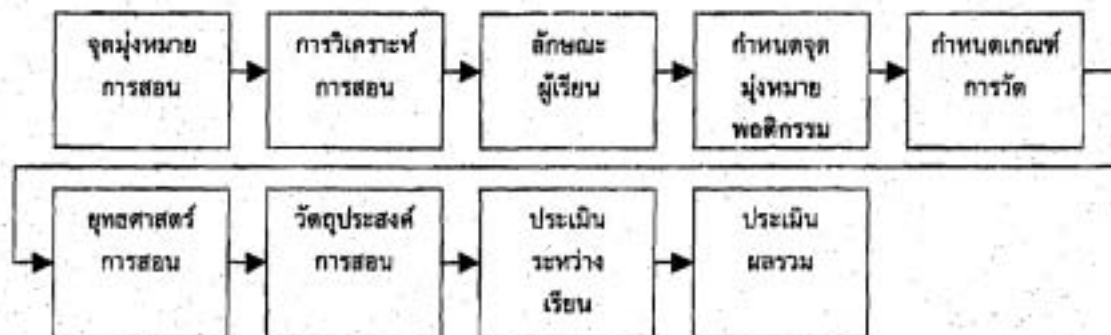 จุดมุ่งหมาย
การสอน
การวิเคราะห์
การสอน
ลักษณะ
ผู้เรียน
กำหนดจุด
มุ่งหมาย
พฤติกรรม
กำหนดเกณฑ์
การวัด
ยุทธศาสตร์
การสอน
วัตถุประสงค์
การสอน
ประเมิน
ระหว่าง
เรียน
ประเมิน
ผลรวม